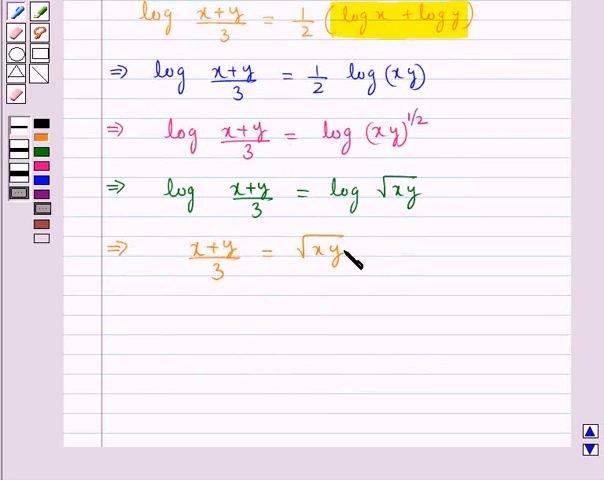 log x+y/3 = 1/2 (log x + log y)
⇒ log x+y/3 = 1/2 log (xy)
⇒ log x+y/3 = log (xy)^1/2
⇒ log x+y/3 = log √xy
⇒ x+y/3 = √xy